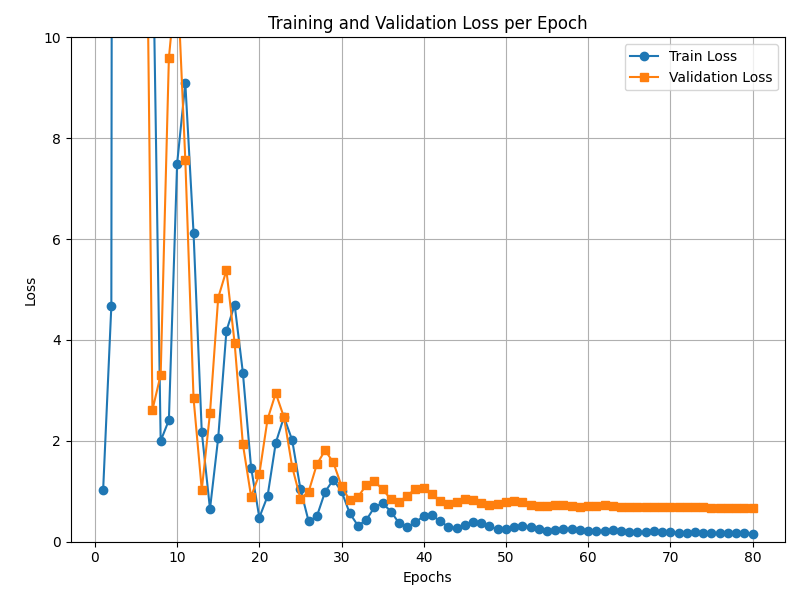 Training and Validation Loss per Epoch
Train Loss
Validation Loss
Loss
10
8
6
4
2
0
0 10 20 30 40 50 60 70 80
Epochs